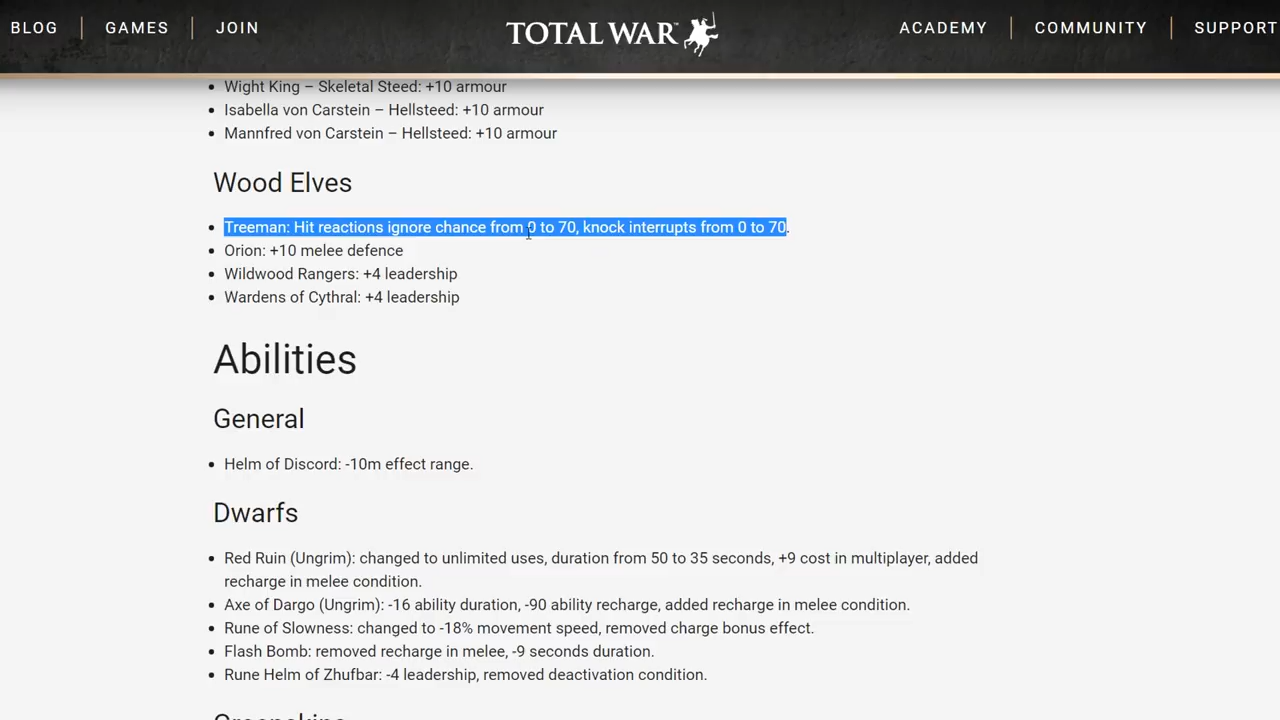 BLOG
GAMES
JOIN
TOTAL WAR™
ACADEMY
COMMUNITY
SUPPORT
Wight King – Skeletal Steed: +10 armour
Isabella von Carstein – Hellsteed: +10 armour
Mannfred von Carstein – Hellsteed: +10 armour
Wood Elves
Treeman: Hit reactions ignore chance from 0 to 70, knock interrupts from 0 to 70.
Orion: +10 melee defence
Wildwood Rangers: +4 leadership
Wardens of Cythral: +4 leadership
Abilities
General
Helm of Discord: -10m effect range.
Dwarfs
Red Ruin (Ungrim): changed to unlimited uses, duration from 50 to 35 seconds, +9 cost in multiplayer, added
recharge in melee condition.
Axe of Dargo (Ungrim): -16 ability duration, -90 ability recharge, added recharge in melee condition.
Rune of Slowness: changed to -18% movement speed, removed charge bonus effect.
Flash Bomb: removed recharge in melee, -9 seconds duration.
Rune Helm of Zhufbar: -4 leadership, removed deactivation condition.
Greenskins